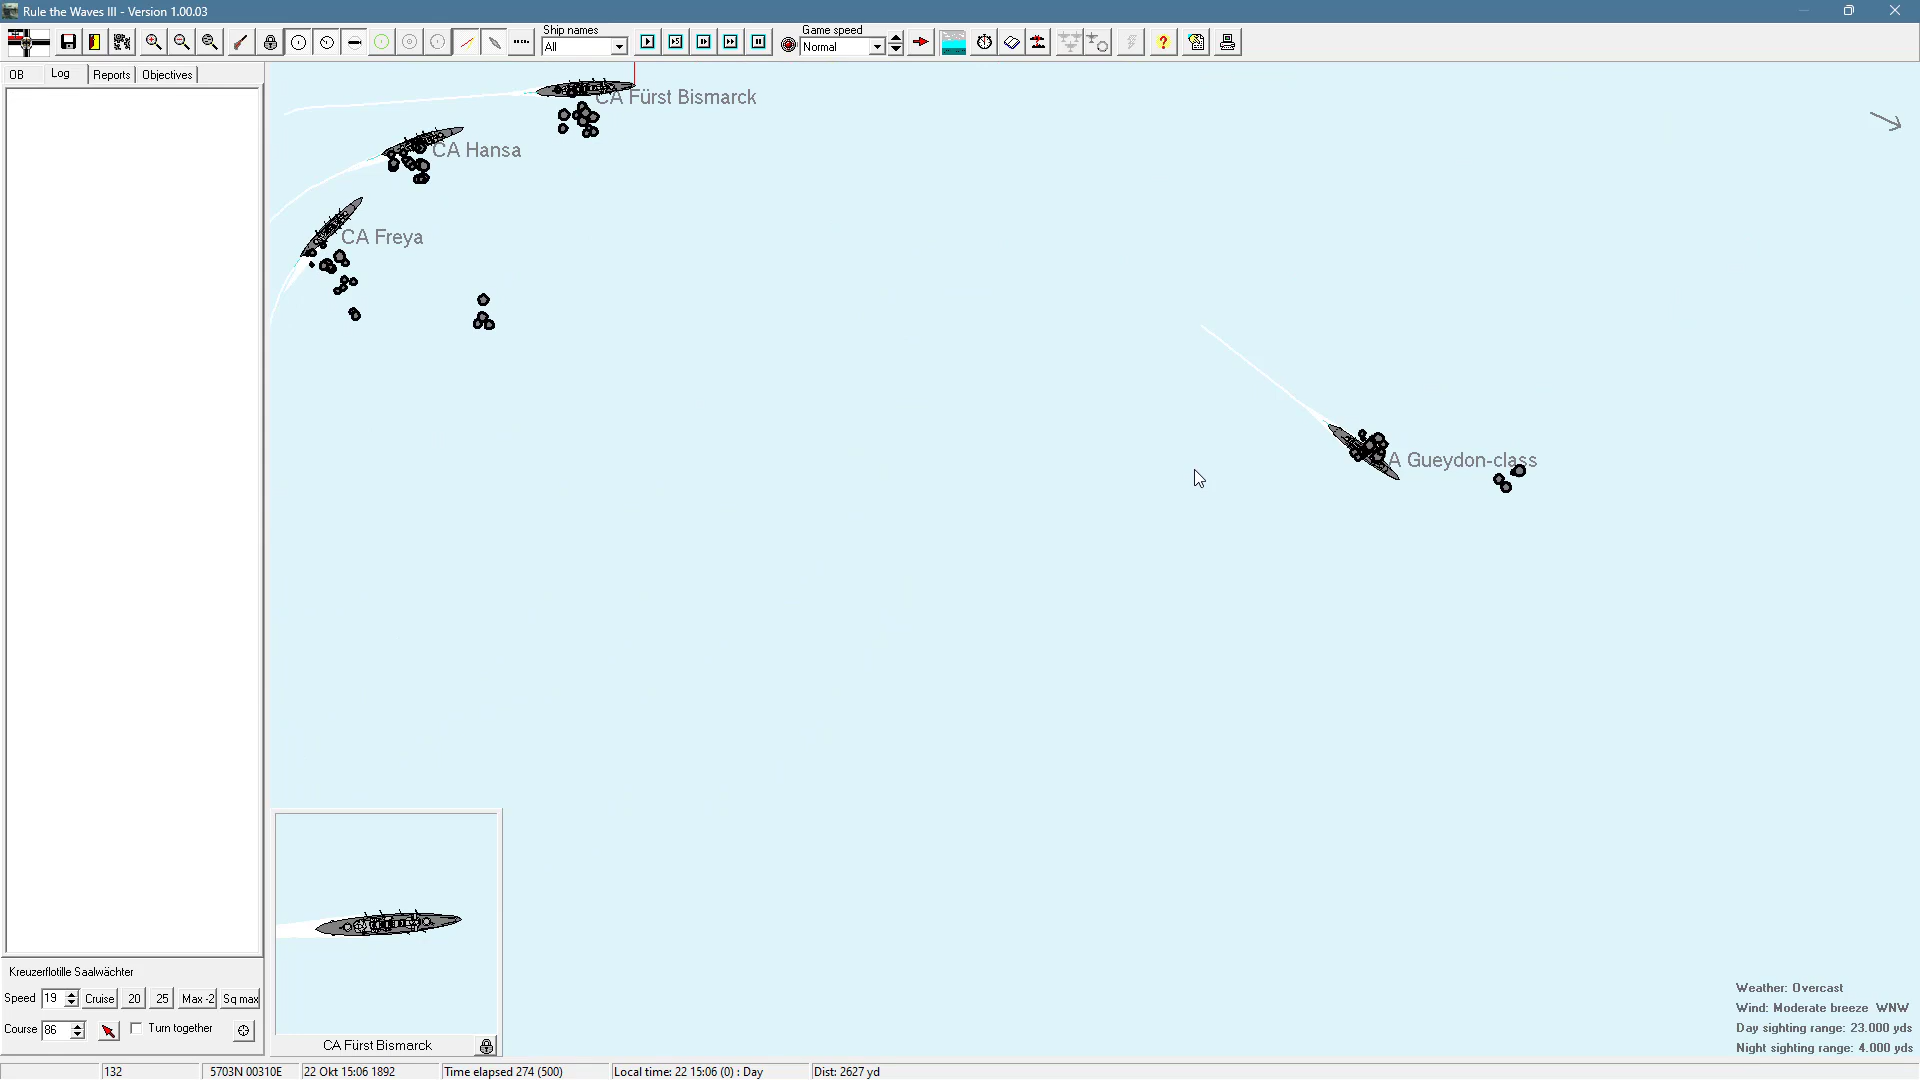 Rule the Waves III - Version 1.00.03
Ship names
All
Game speed
Normal
OB
Log
Reports
Objectives
CA Fürst Bismarck
CA Hansa
CA Freya
A Gueydon-class
Kreuzerflotille Saalwächter
Speed 19 Cruise 20 25 Max -2 Sq max
Course 86 Turn together
CA Fürst Bismarck
Weather: Overcast
Wind: Moderate breeze WNW
Day sighting range: 23.000 yds
Night sighting range: 4.000 yds
132 5703N 00310E 22 Okt 15:06 1892 Time elapsed 274 (500) Local time: 22 15:06 (0) : Day Dist: 2627 yd